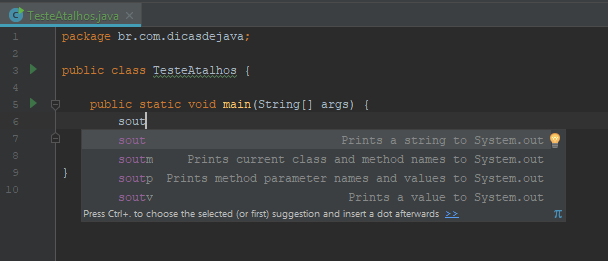 TesteAtalhos.java
1 package br.com.dicasdejava;
2
3 public class TesteAtalhos {
4
5 public static void main(String[] args) {
6 sout
7 sout Prints a string to System.out
soutm Prints current class and method names to System.out
9 } soutp Prints method parameter names and values to System.out
10 soutv Prints a value to System.out
Press Ctrl+. to choose the selected (or first) suggestion and insert a dot afterwards >> π